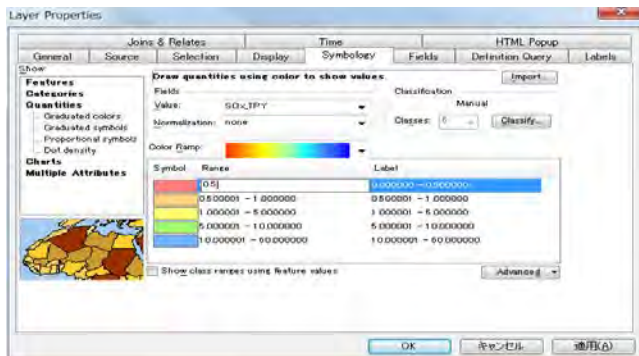 Layer Properties
Joins & Relates Time HTML Popup
General Source Selection Display Symbology Fields Definition Query Labels
Show:
Features
Categories
Quantities
Graduated colors
Graduated symbols
Proportional symbols
Dot density
Charts
Multiple Attributes
Draw quantities using color to show values.
Import...
Fields
Classification
Value: SOx_TPY
Manual
Normalization: none
Classes: 5
Classify...
Color Ramp:
Symbol Range Label
0.5 0.000000 - 0.500000
0.500001 - 1.000000 0.500001 - 1.000000
1.000001 - 5.000000 1.000001 - 5.000000
5.000001 - 10.000000 5.000001 - 10.000000
10.000001 - 60.000000 10.000001 - 60.000000
Show class ranges using feature values
Advanced
OK キャンセル 適用(A)